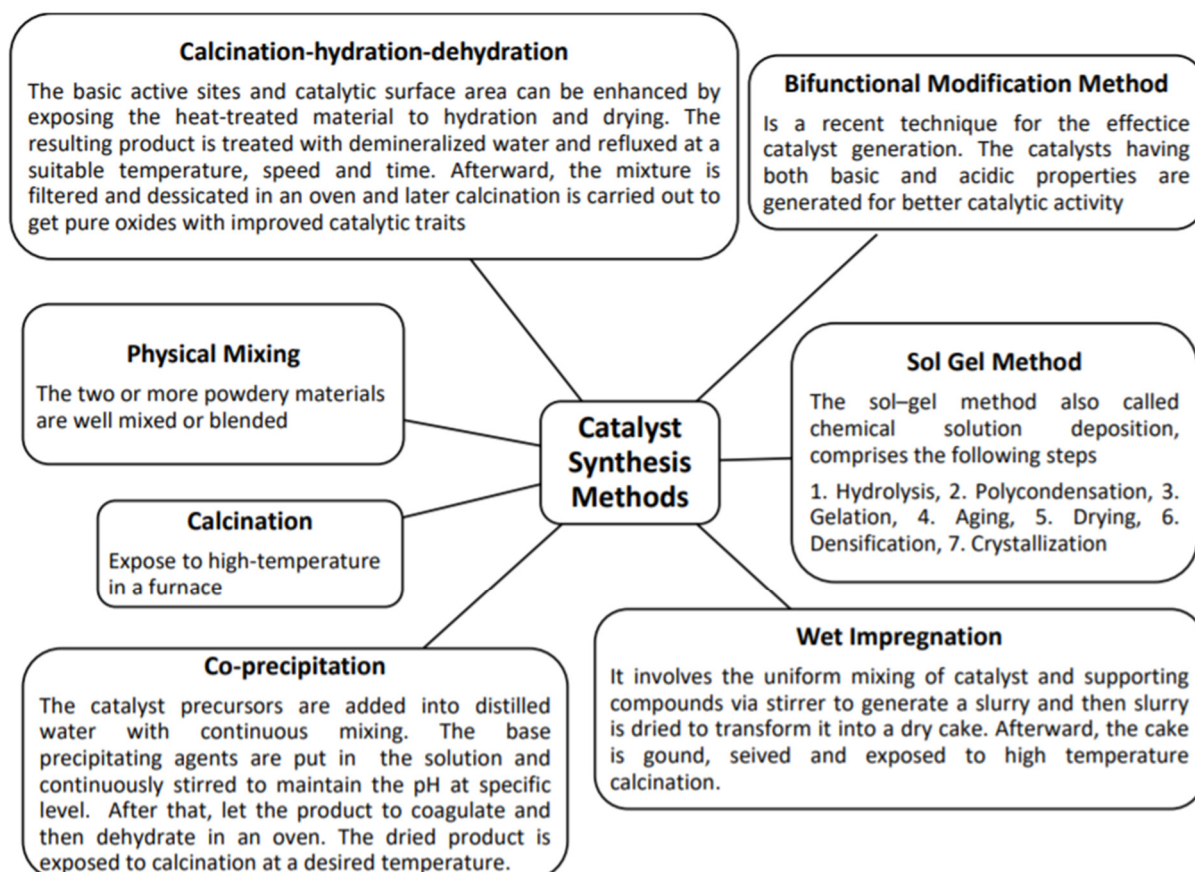 Calcination-hydration-dehydration
The basic active sites and catalytic surface area can be enhanced by
exposing the heat-treated material to hydration and drying. The
resulting product is treated with demineralized water and refluxed at a
suitable temperature, speed and time. Afterward, the mixture is
filtered and dessicated in an oven and later calcination is carried out to
get pure oxides with improved catalytic traits
Bifunctional Modification Method
Is a recent technique for the effectice
catalyst generation. The catalysts having
both basic and acidic properties are
generated for better catalytic activity
Physical Mixing
The two or more powdery materials
are well mixed or blended
Catalyst
Synthesis
Methods
Sol Gel Method
The sol–gel method also called
chemical solution deposition,
comprises the following steps
1. Hydrolysis, 2. Polycondensation, 3.
Gelation, 4. Aging, 5. Drying, 6.
Densification, 7. Crystallization
Calcination
Expose to high-temperature
in a furnace
Co-precipitation
The catalyst precursors are added into distilled
water with continuous mixing. The base
precipitating agents are put in the solution and
continuously stirred to maintain the pH at specific
level. After that, let the product to coagulate and
then dehydrate in an oven. The dried product is
exposed to calcination at a desired temperature.
Wet Impregnation
It involves the uniform mixing of catalyst and supporting
compounds via stirrer to generate a slurry and then slurry
is dried to transform it into a dry cake. Afterward, the cake
is gound, seived and exposed to high temperature
calcination.